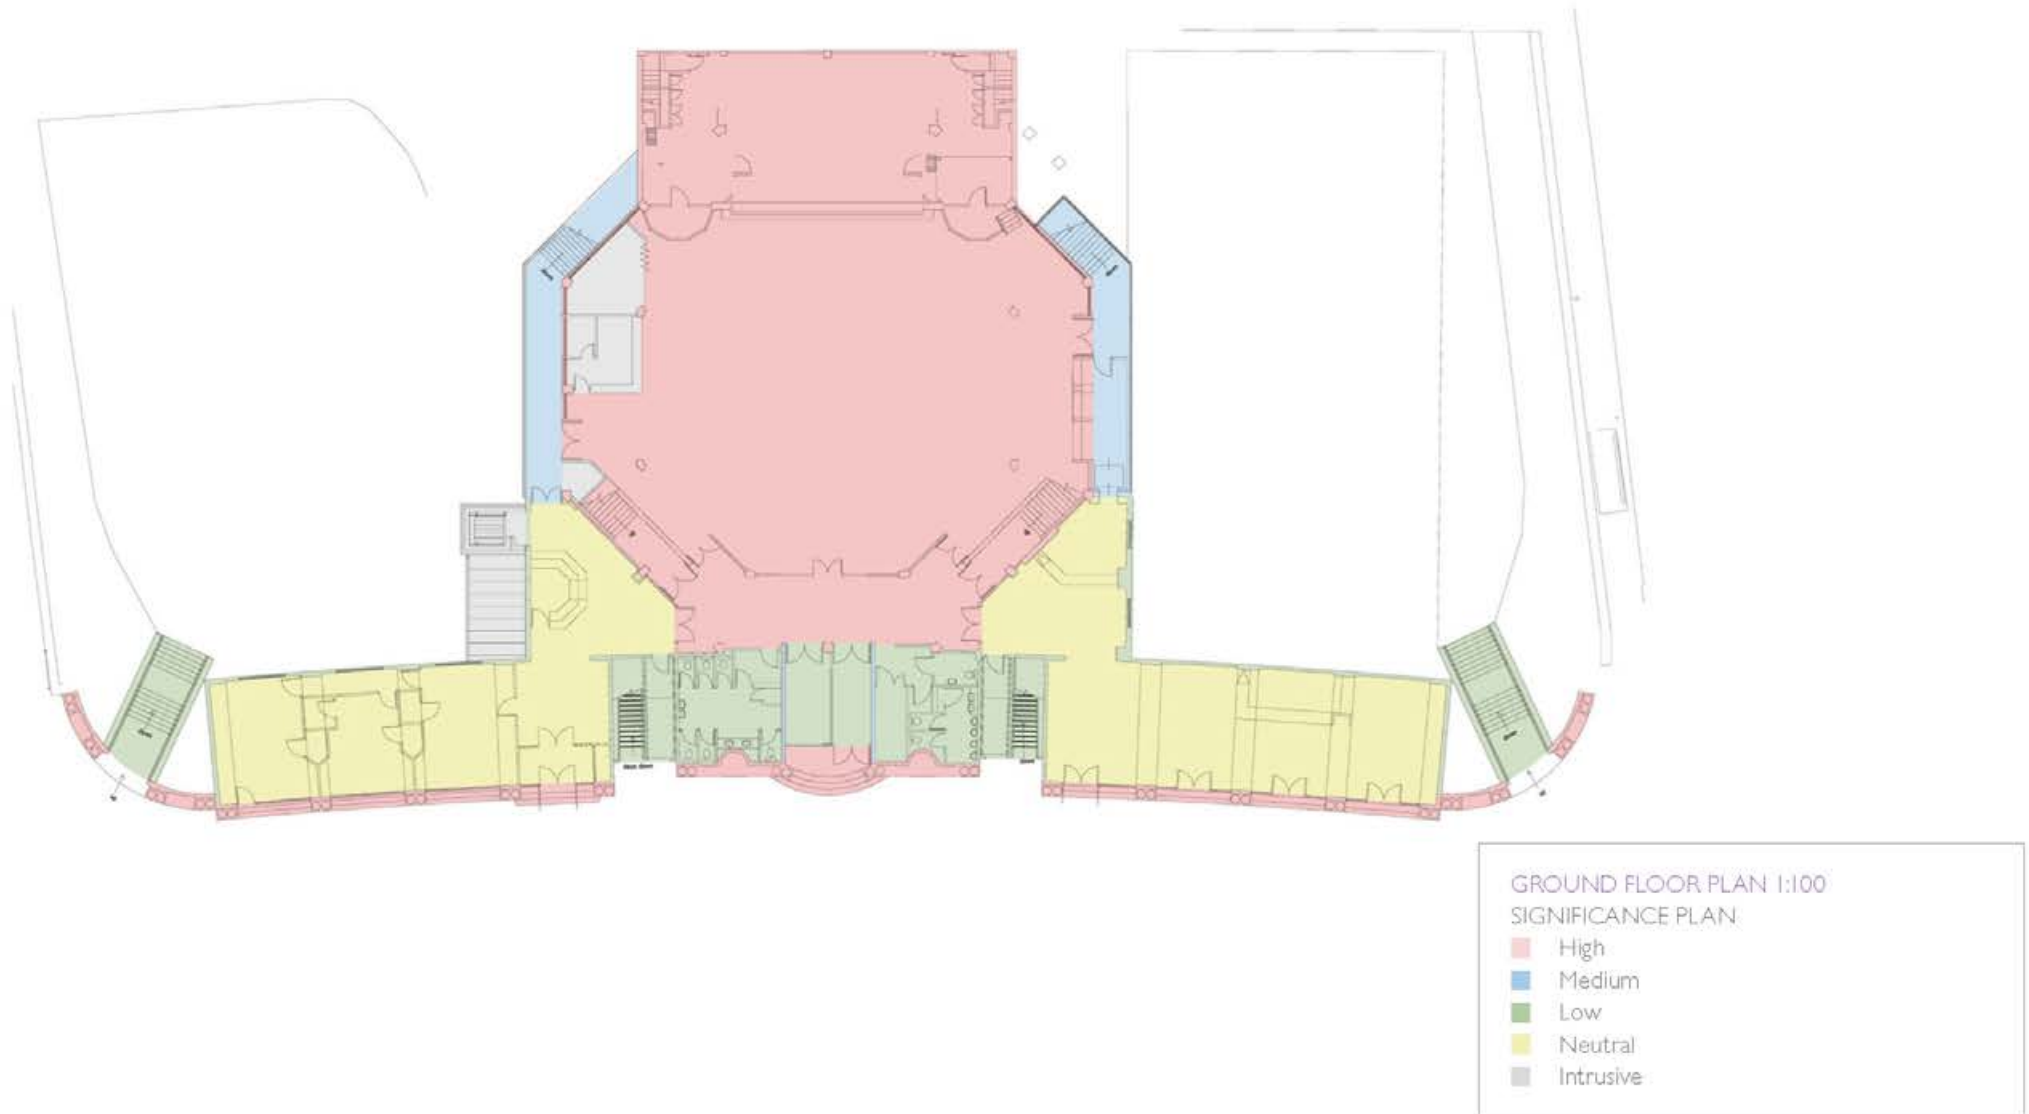 GROUND FLOOR PLAN 1:100
SIGNIFICANCE PLAN
High
Medium
Low
Neutral
Intrusive